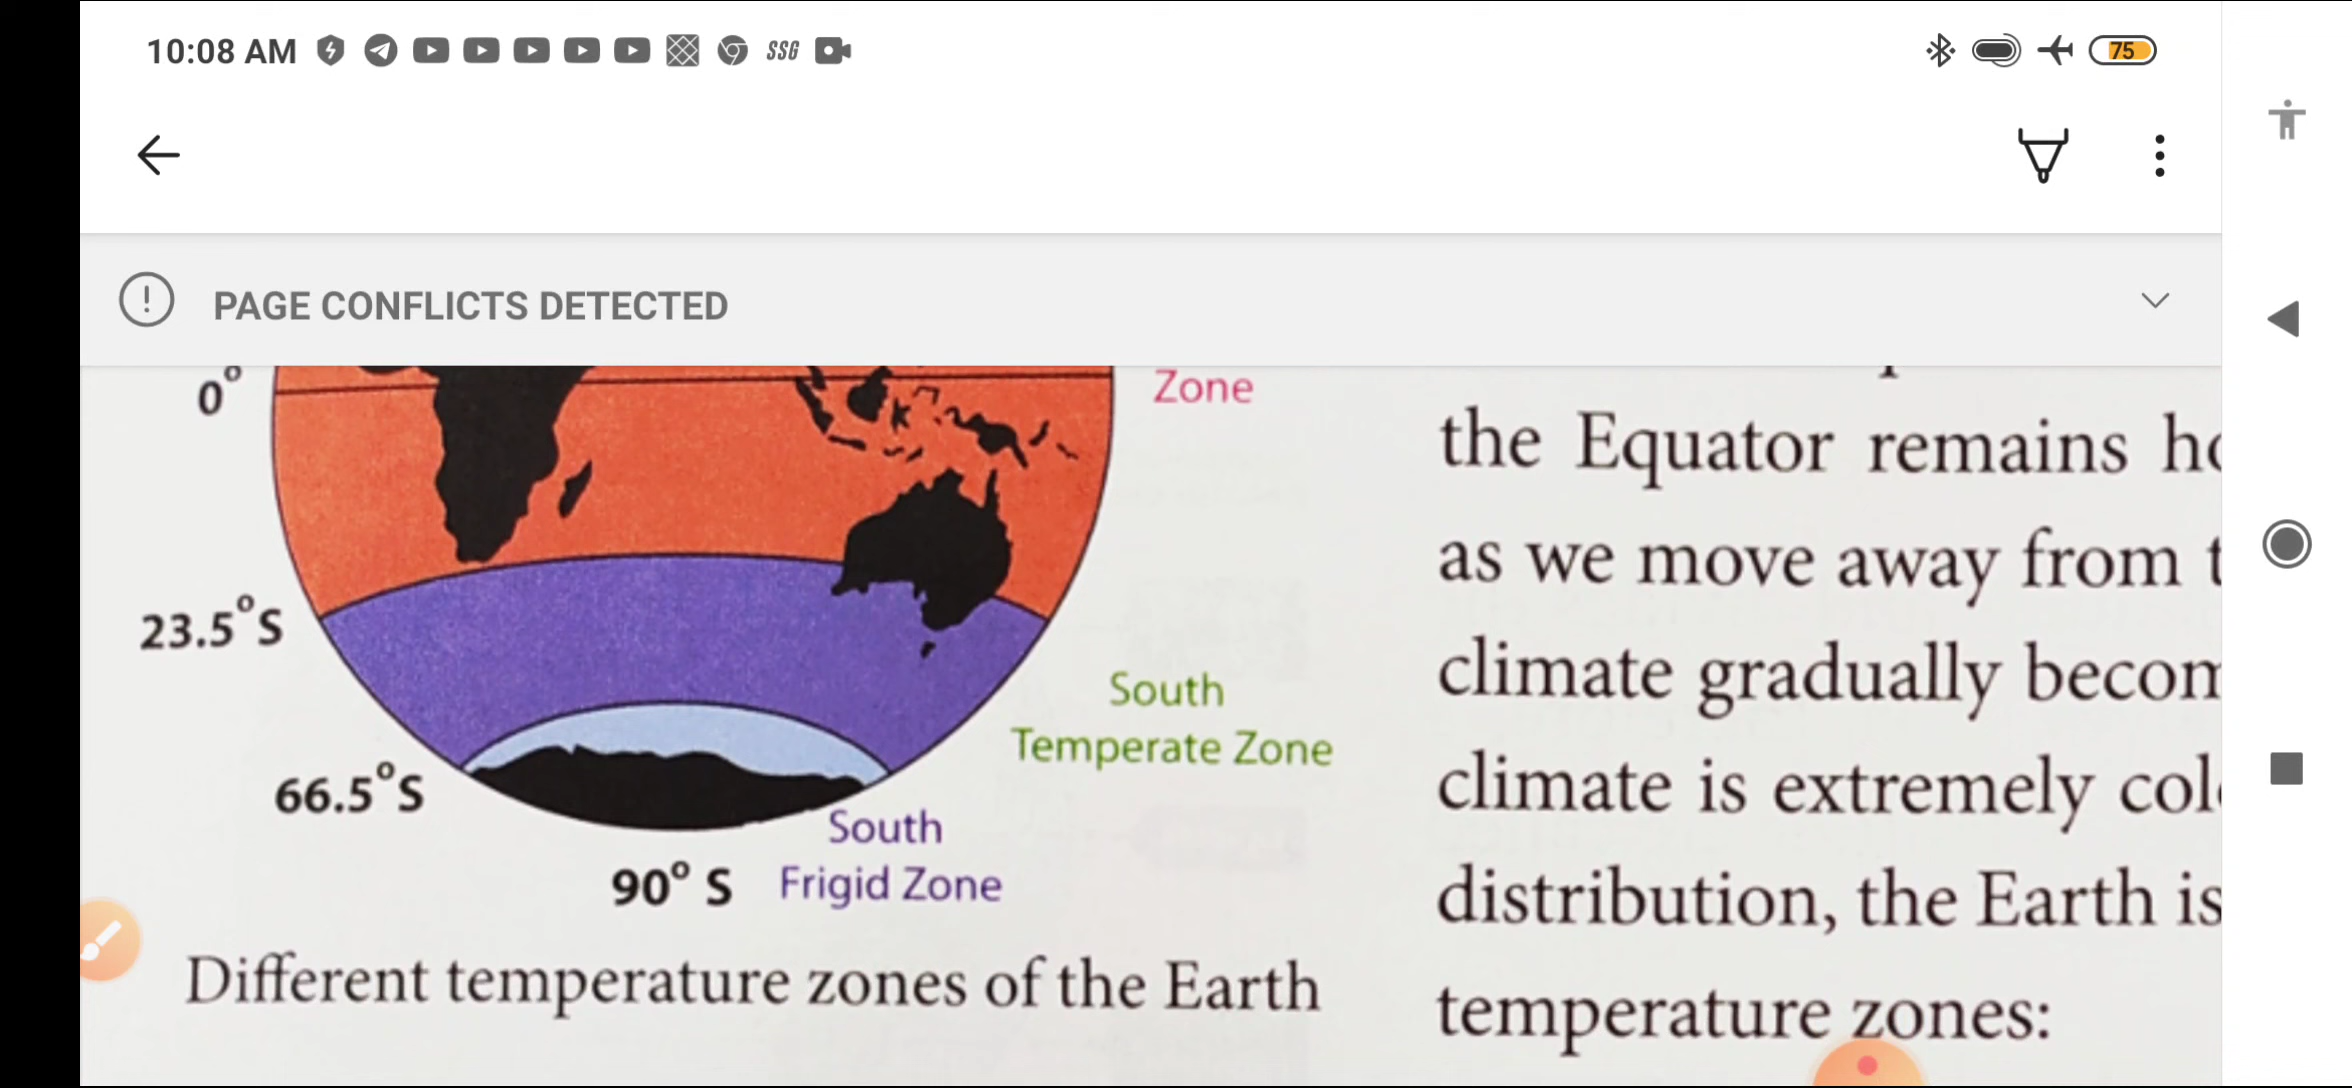 10:08 AM
SSG
75
PAGE CONFLICTS DETECTED
0°
Zone
23.5°S
66.5°S
90° S
South
Temperate Zone
South
Frigid Zone
Different temperature zones of the Earth
the Equator remains
as we move away from
climate gradually
climate is extremely
distribution, the Earth is
temperature zones: